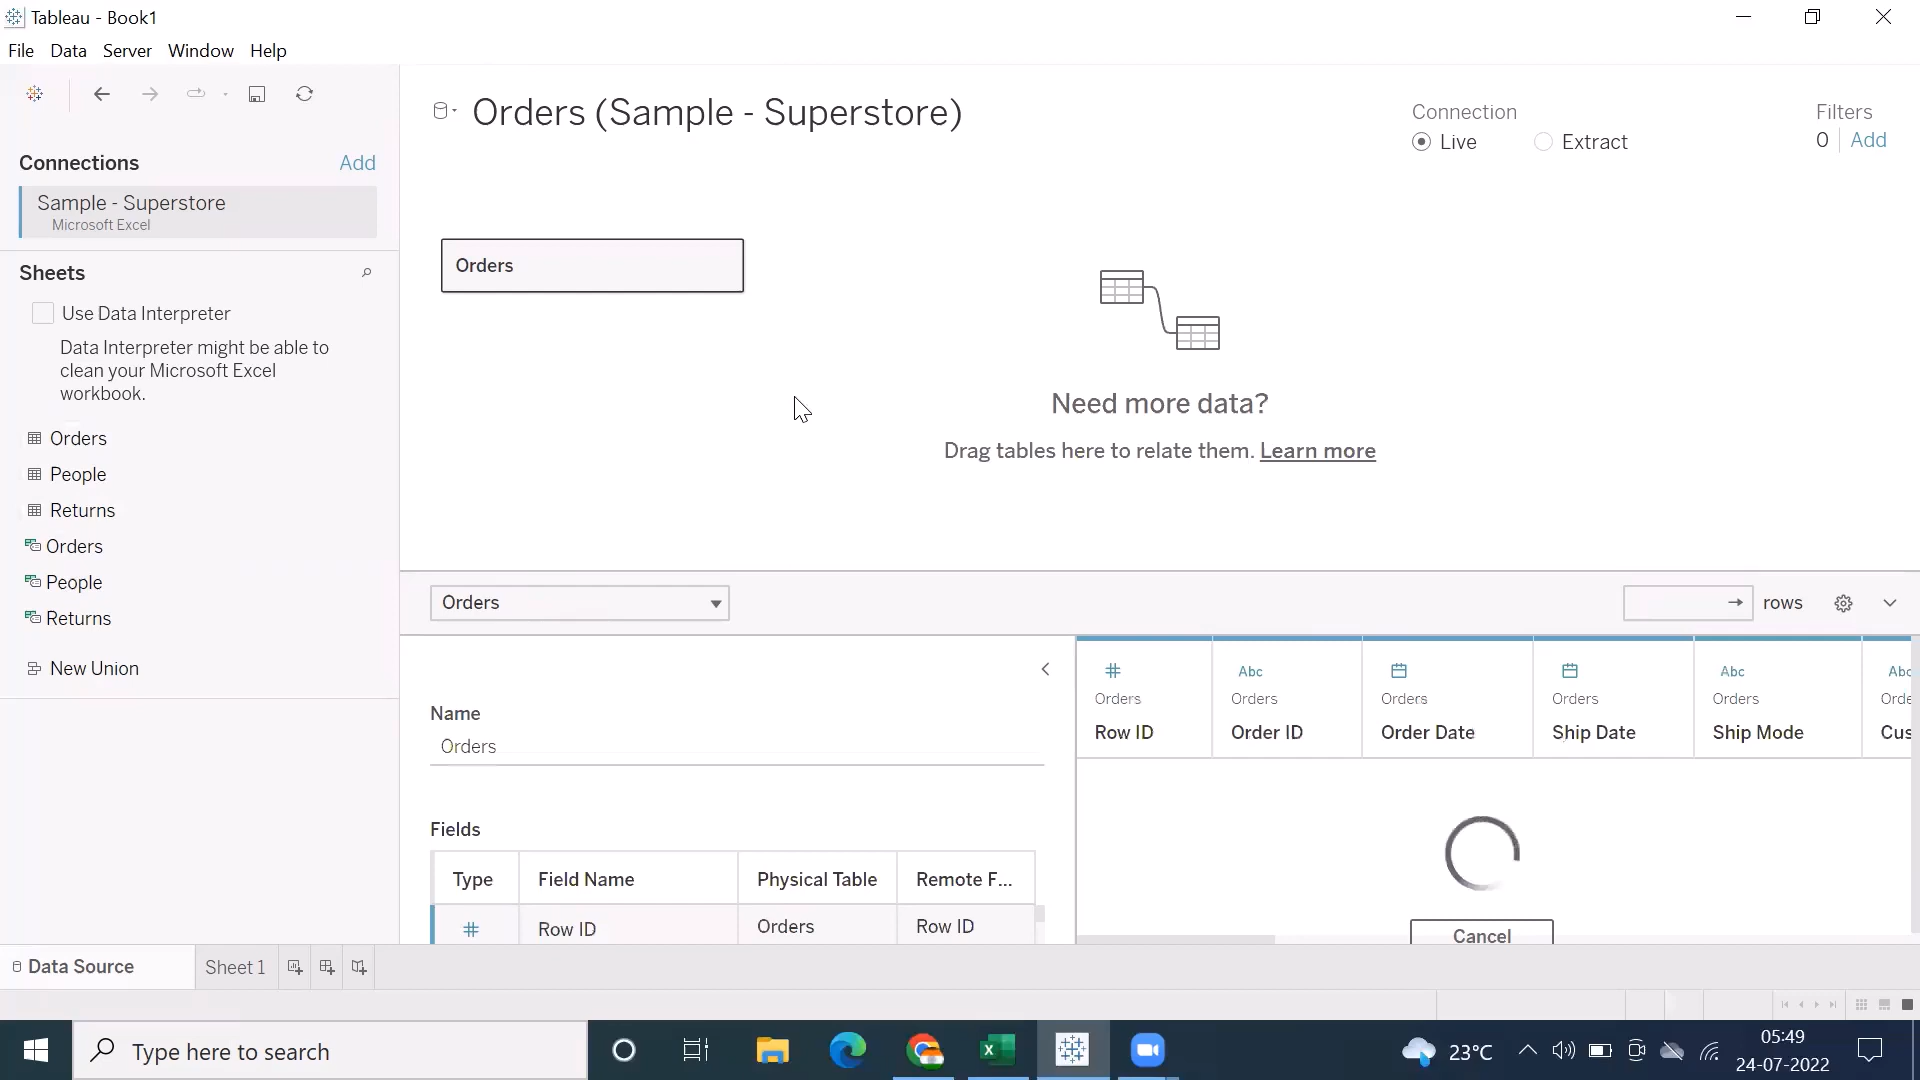 Tableau - Book1
File Data Server Window Help
Connections Add
Sample - Superstore
Microsoft Excel
Sheets
Use Data Interpreter
Data Interpreter might be able to
clean your Microsoft Excel
workbook.
Orders
People
Returns
Orders
People
Returns
New Union
Orders (Sample - Superstore)
Connection
Live Extract
Filters
0 Add
Orders
Need more data?
Drag tables here to relate them. Learn more
Orders
rows
Name
Orders
Fields
Type Field Name Physical Table Remote F...
# Row ID Orders Row ID
# Abc Abc Abc
Orders Orders Orders Orders Orders Orde
Row ID Order ID Order Date Ship Date Ship Mode Cus
Cancel
Data Source Sheet 1
Type here to search
23°C
05:49
24-07-2022